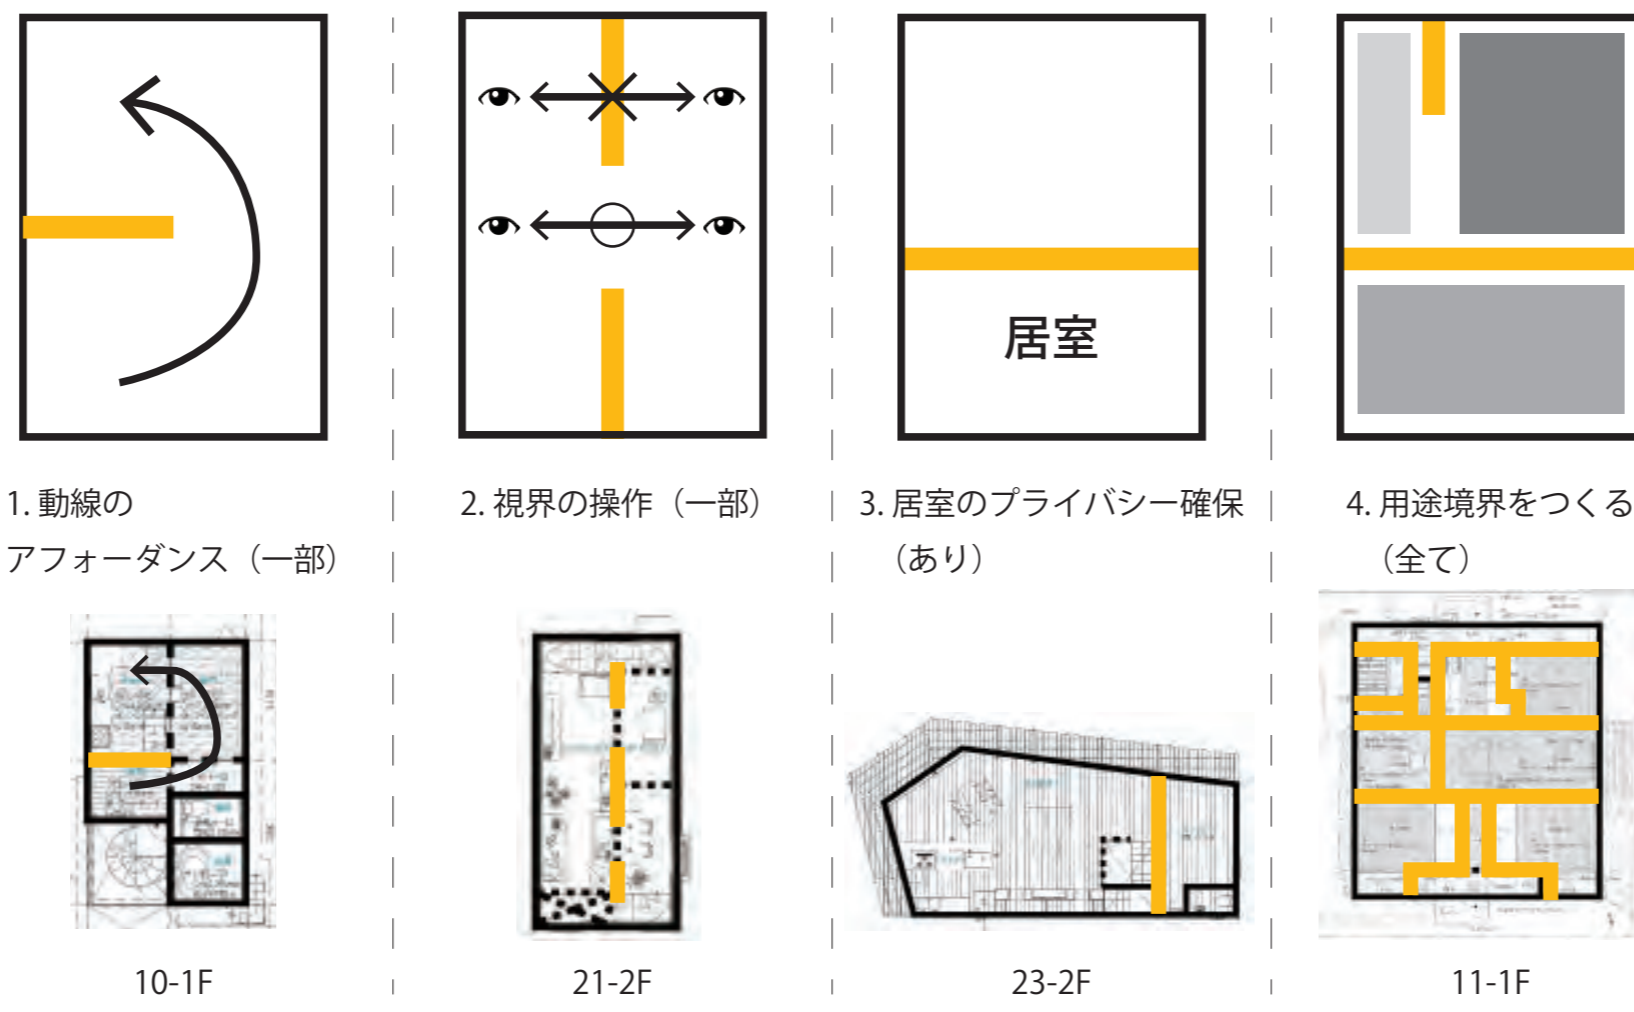 居室
1. 動線の
アフォーダンス（一部）
2. 視界の操作（一部）
3. 居室のプライバシー確保
（あり）
4. 用途境界をつくる
（全て）
10-1F
21-2F
23-2F
11-1F